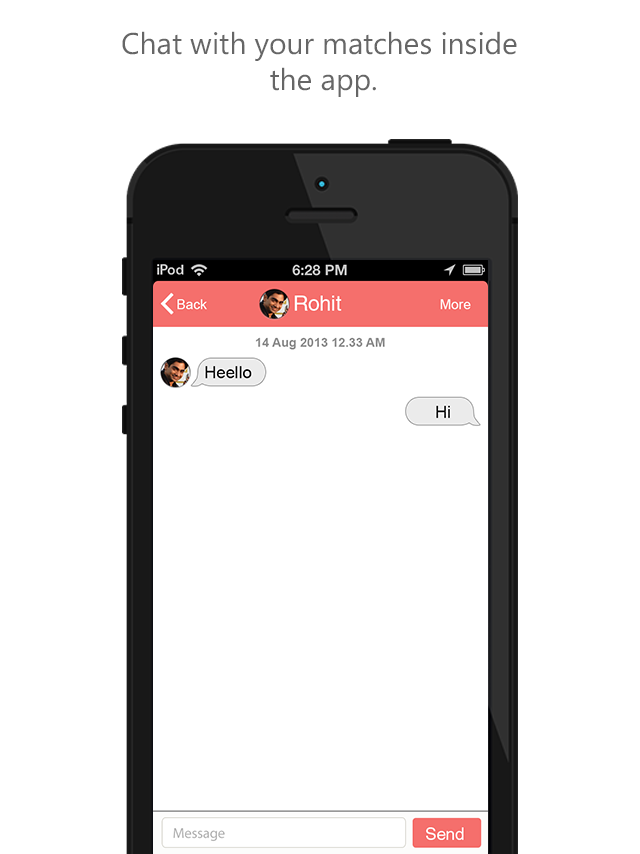 Chat with your matches inside
the app.
iPod 6:28 PM
Back Rohit More
14 Aug 2013 12.33 AM
Heello
Hi
Message Send